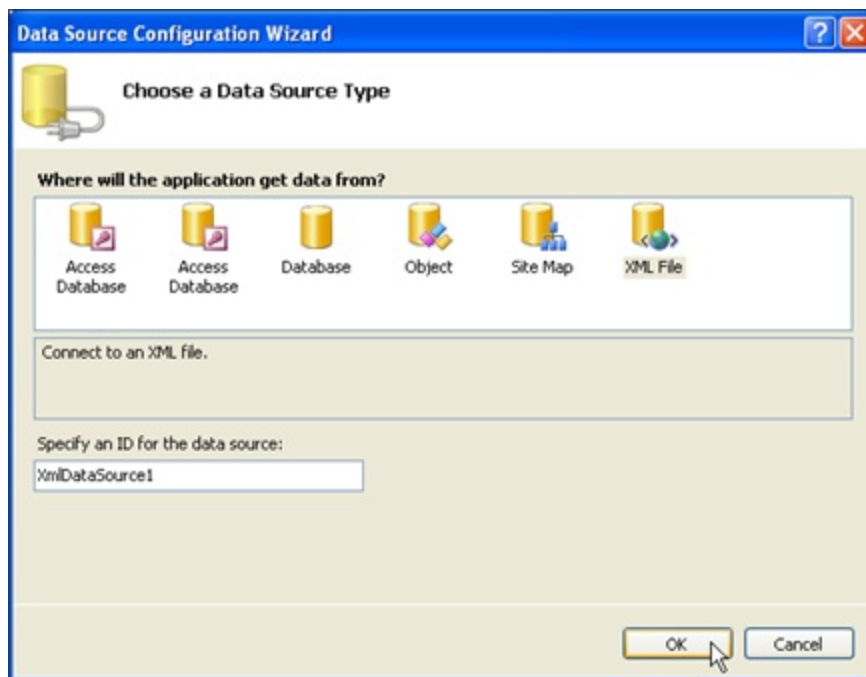 Data Source Configuration Wizard
Choose a Data Source Type
Where will the application get data from?
Access Database
Access Database
Database
Object
Site Map
XML File
Connect to an XML file.
Specify an ID for the data source:
XmlDataSource1
OK
Cancel